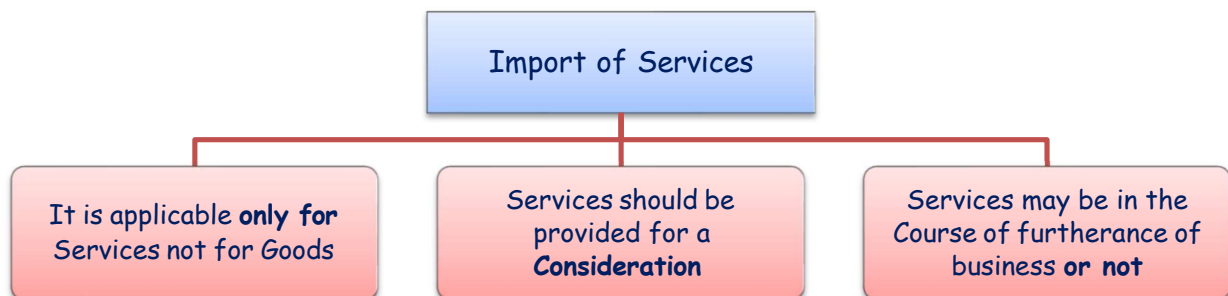 Import of Services
It is applicable only for
Services not for Goods
Services should be
provided for a
Consideration
Services may be in the
Course of furtherance of
business or not